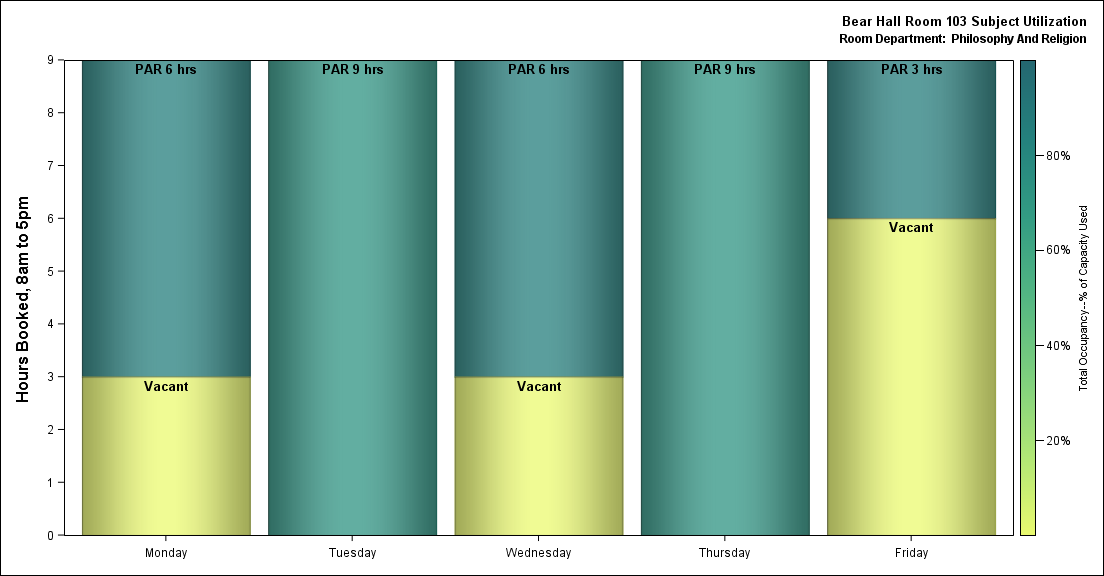 Bear Hall Room 103 Subject Utilization
Room Department: Philosophy And Religion
Hours Booked, 8am to 5pm
9
8
7
6
5
4
3
2
1
0
PAR 6 hrs
PAR 9 hrs
PAR 6 hrs
PAR 9 hrs
PAR 3 hrs
Vacant
Vacant
Vacant
Monday
Tuesday
Wednesday
Thursday
Friday
80%
60%
40%
20%
Total Occupancy--% of Capacity Used